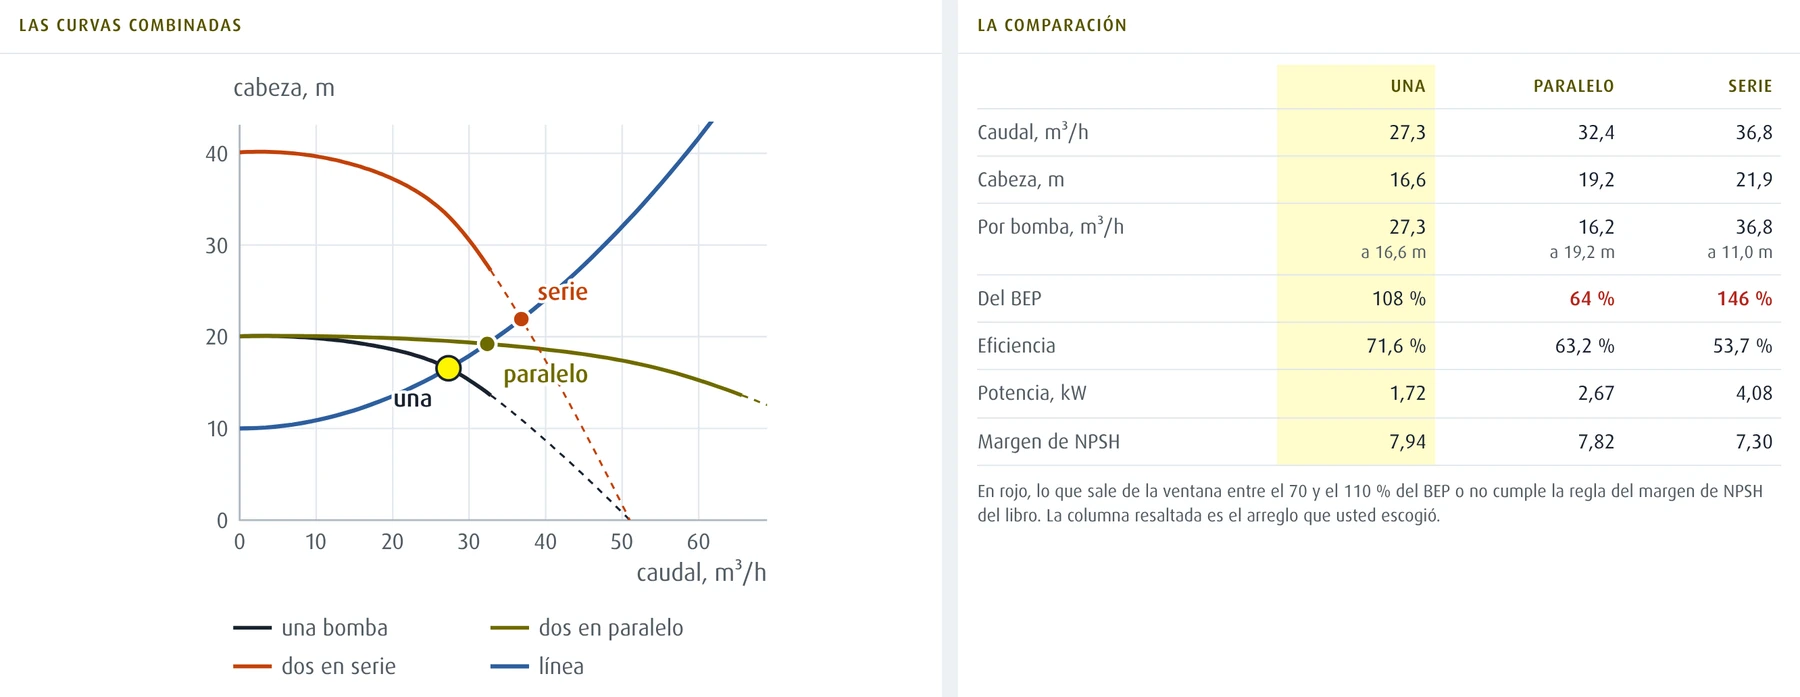 LAS CURVAS COMBINADAS
cabeza, m
40
30
20
10
0
0 10 20 30 40 50 60
caudal, m³/h
serie
paralelo
una
una bomba
dos en paralelo
dos en serie
línea
LA COMPARACIÓN
UNA PARALELO SERIE
Caudal, m³/h 27,3 32,4 36,8
Cabeza, m 16,6 19,2 21,9
Por bomba, m³/h 27,3 16,2 36,8
a 16,6 m a 19,2 m a 11,0 m
Del BEP 108 % 64 % 146 %
Eficiencia 71,6 % 63,2 % 53,7 %
Potencia, kW 1,72 2,67 4,08
Margen de NPSH 7,94 7,82 7,30
En rojo, lo que sale de la ventana entre el 70 y el 110 % del BEP o no cumple la regla del margen de NPSH
del libro. La columna resaltada es el arreglo que usted escogió.